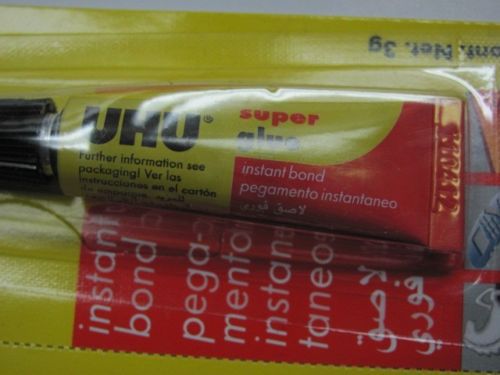 ont. Net. 3g
UHU®
super
glue
instant bond
pegamento instantaneo
لاصق فوري
Further information see
packaging! Ver las
instrucciones en el cartón
instant
bond
pega-
mento
instan-
taneo
لاصق
فوري